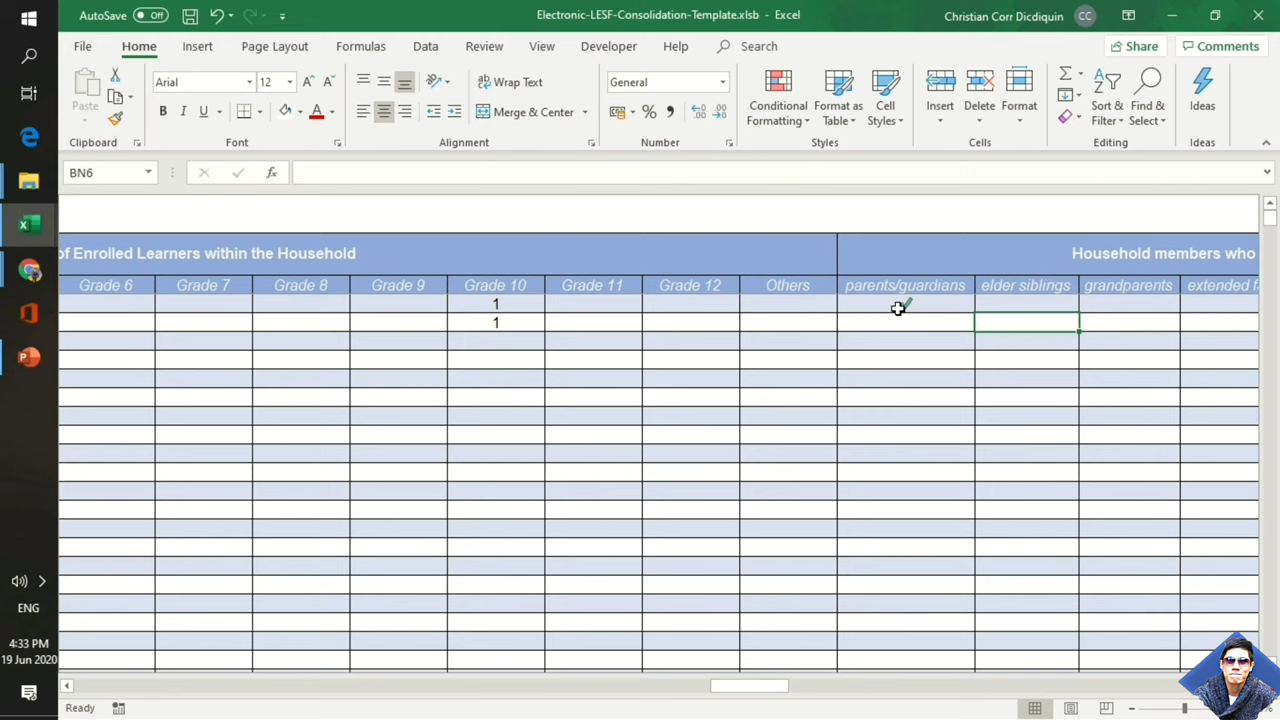 AutoSave Off
Electronic-LESF-Consolidation-Template.xlsb - Excel
Christian Corr Dicdiquin CC
File Home Insert Page Layout Formulas Data Review View Developer Help Search Share Comments
Paste
Arial 12
B I U A
Wrap Text
Merge & Center
General
%
Conditional Formatting
Format as Table
Cell Styles
Insert Delete Format
Sort & Filter
Find & Select
Ideas
Clipboard Font Alignment Number Styles Cells Editing Ideas
BN6 fx
of Enrolled Learners within the Household
Household members who
Grade 6 Grade 7 Grade 8 Grade 9 Grade 10 Grade 11 Grade 12 Others parents/guardians elder siblings grandparents extended f
1
1
ENG
4:33 PM
19 Jun 2020
Ready